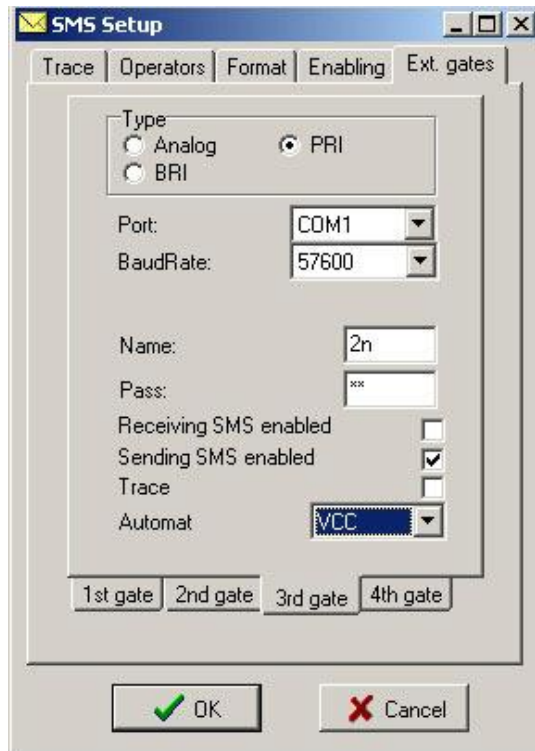 SMS Setup
Trace Operators Format Enabling Ext. gates
Type
Analog PRI
BRI
Port: COM1
BaudRate: 57600
Name: 2n
Pass: **
Receiving SMS enabled
Sending SMS enabled
Trace
Automat VCC
1st gate 2nd gate 3rd gate 4th gate
OK Cancel